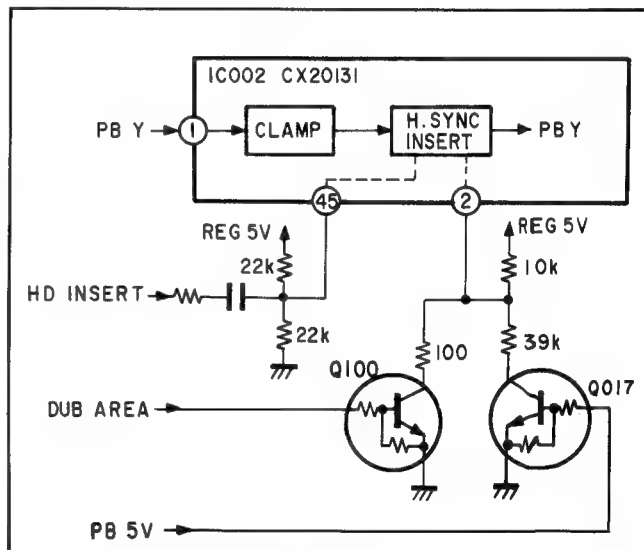 IC002 CX20131
PB Y
1
CLAMP
H. SYNC
INSERT
PB Y
45
2
REG 5V
REG 5V
22k
10k
HD INSERT
22k
100
39k
Q100
Q017
DUB AREA
PB 5V